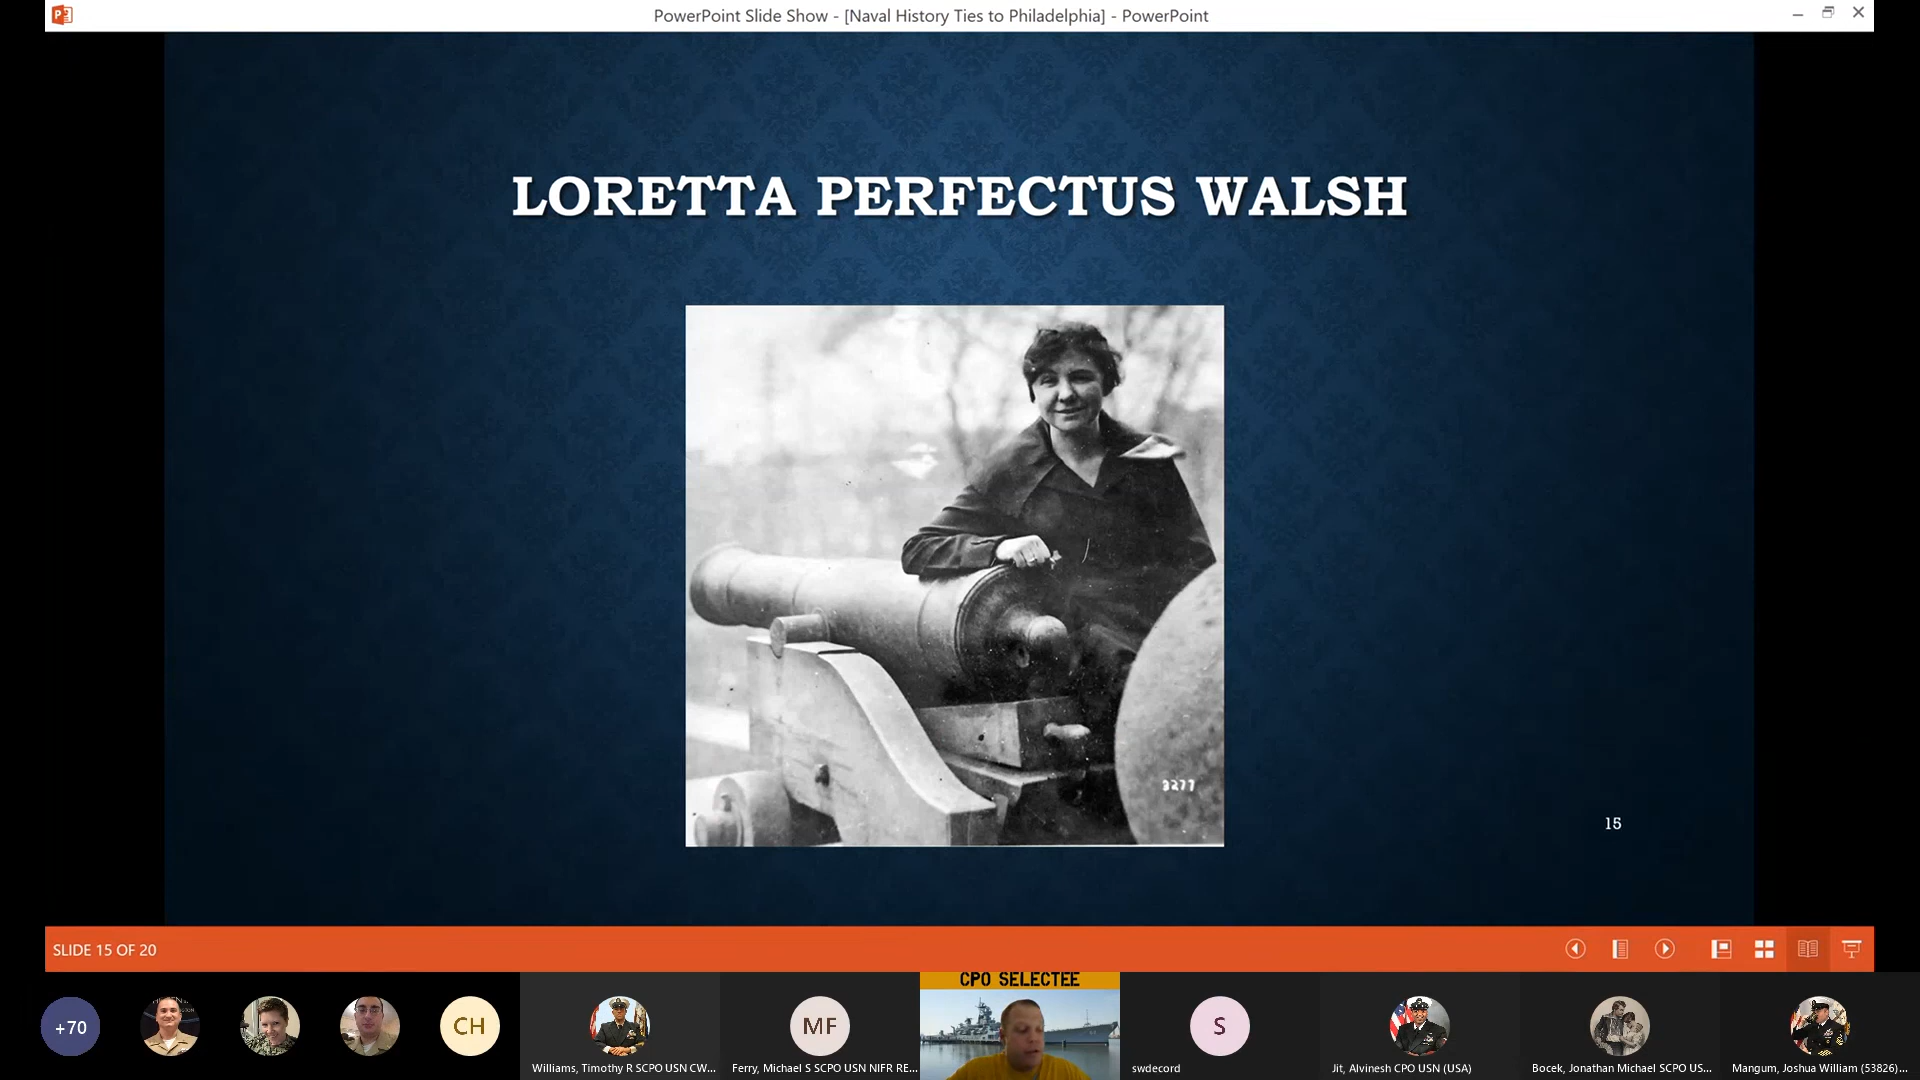 PowerPoint Slide Show - [Naval History Ties to Philadelphia] - PowerPoint
LORETTA PERFECTUS WALSH
3277
15
SLIDE 15 OF 20
CPO SELECTEE
+70
CH
MF
S
Williams, Timothy R SCPO USN CW...
Ferry, Michael S SCPO USN NIFR RE...
swdecord
Jit, Alvinesh CPO USN (USA)
Bocek, Jonathan Michael SCPO US...
Mangum, Joshua William (53826)...